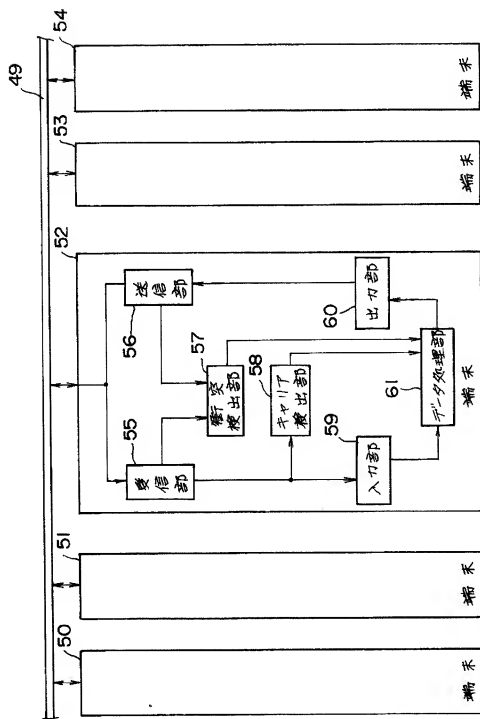 49
50
51
52
53
54
55
受信部
56
送信部
57
衝突
検出部
58
キャリア
検出部
59
入力部
60
出力部
61
データ処理部
端末
端末
端末
端末
端末